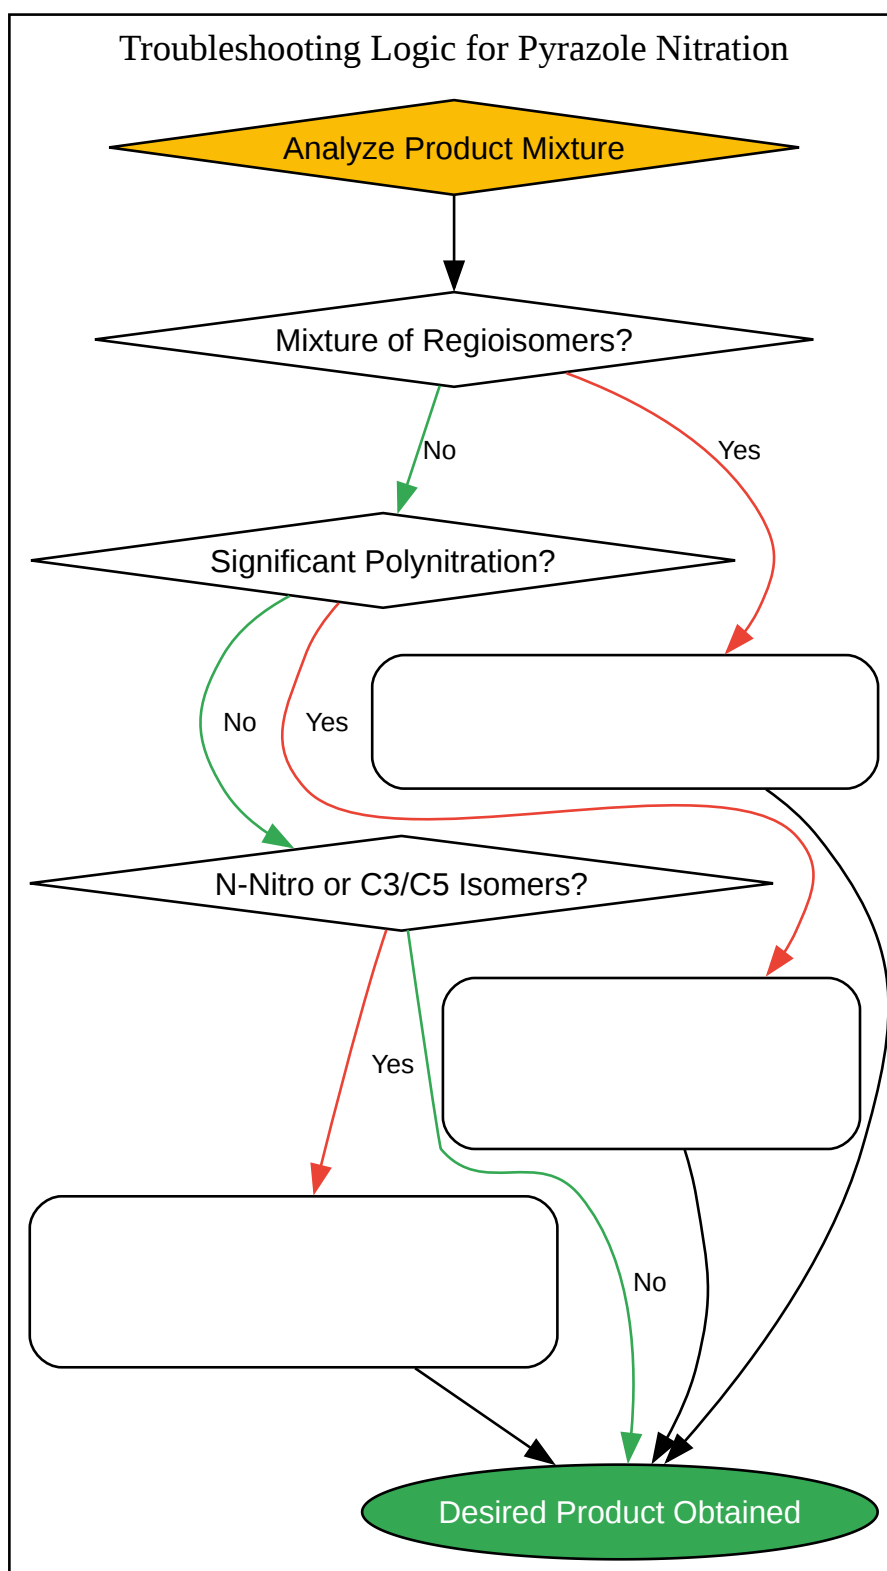 Troubleshooting Logic for Pyrazole Nitration
Analyze Product Mixture
Mixture of Regioisomers?
No
Yes
Significant Polynitration?
No
Yes
N-Nitro or C3/C5 Isomers?
Yes
No
Desired Product Obtained